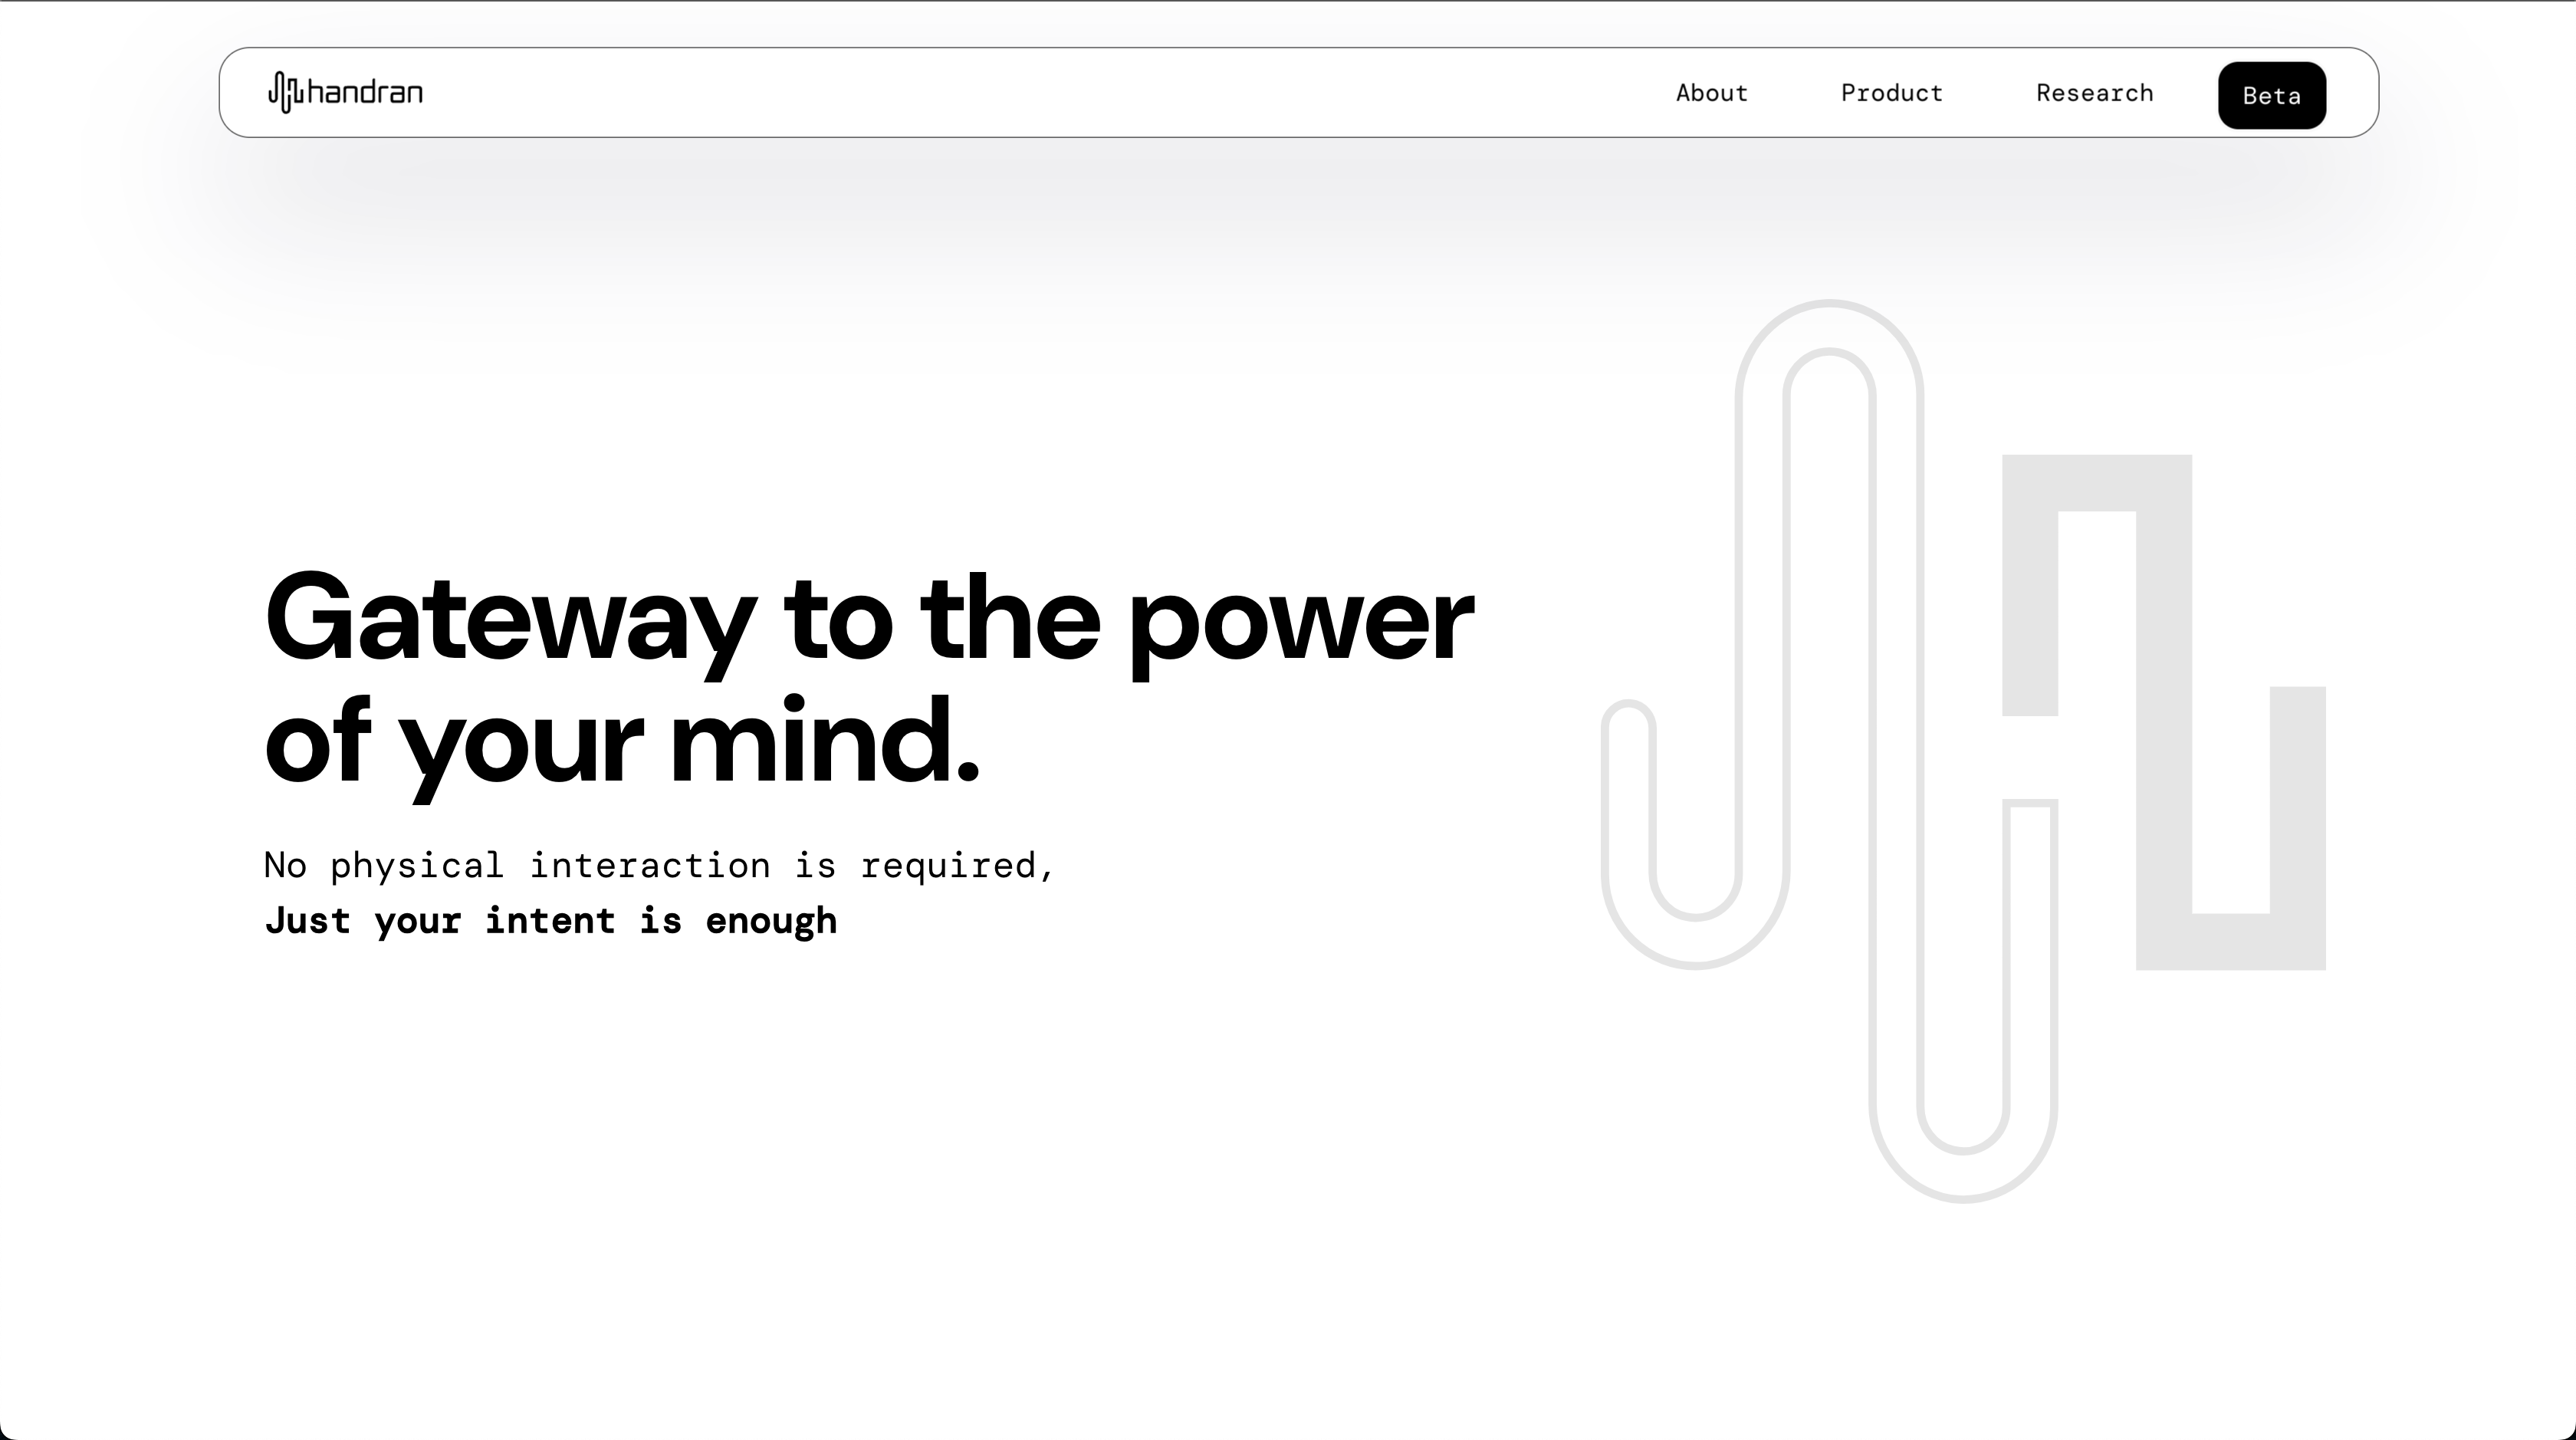 handran
About
Product
Research
Beta
Gateway to the power
of your mind.
No physical interaction is required,
Just your intent is enough